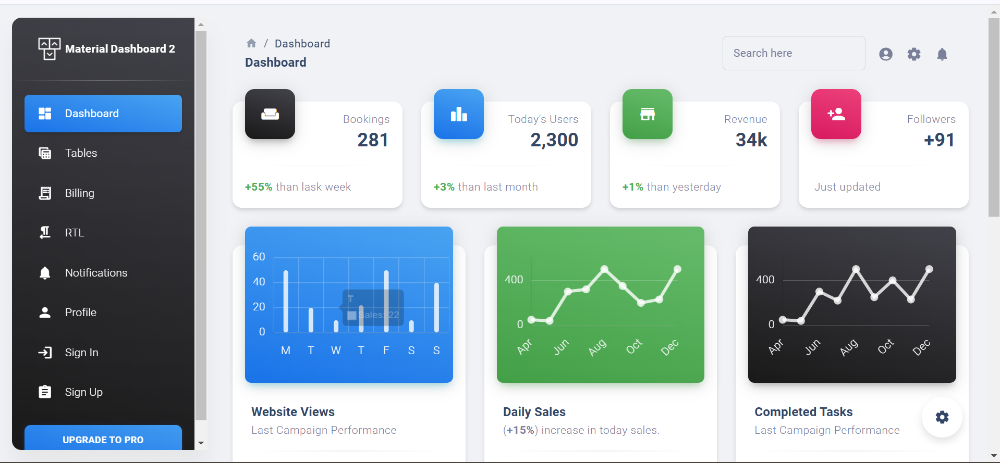 Material Dashboard 2
Dashboard
Tables
Billing
RTL
Notifications
Profile
Sign In
Sign Up
UPGRADE TO PRO
/ Dashboard
Dashboard
Search here
Bookings
281
+55% than lask week
Today's Users
2,300
+3% than last month
Revenue
34k
+1% than yesterday
Followers
+91
Just updated
60
40
20
0
T
Sales: 22
M T W T F S S
Website Views
Last Campaign Performance
400
0
Apr Jun Aug Oct Dec
Daily Sales
(+15%) increase in today sales.
400
0
Apr Jun Aug Oct Dec
Completed Tasks
Last Campaign Performance